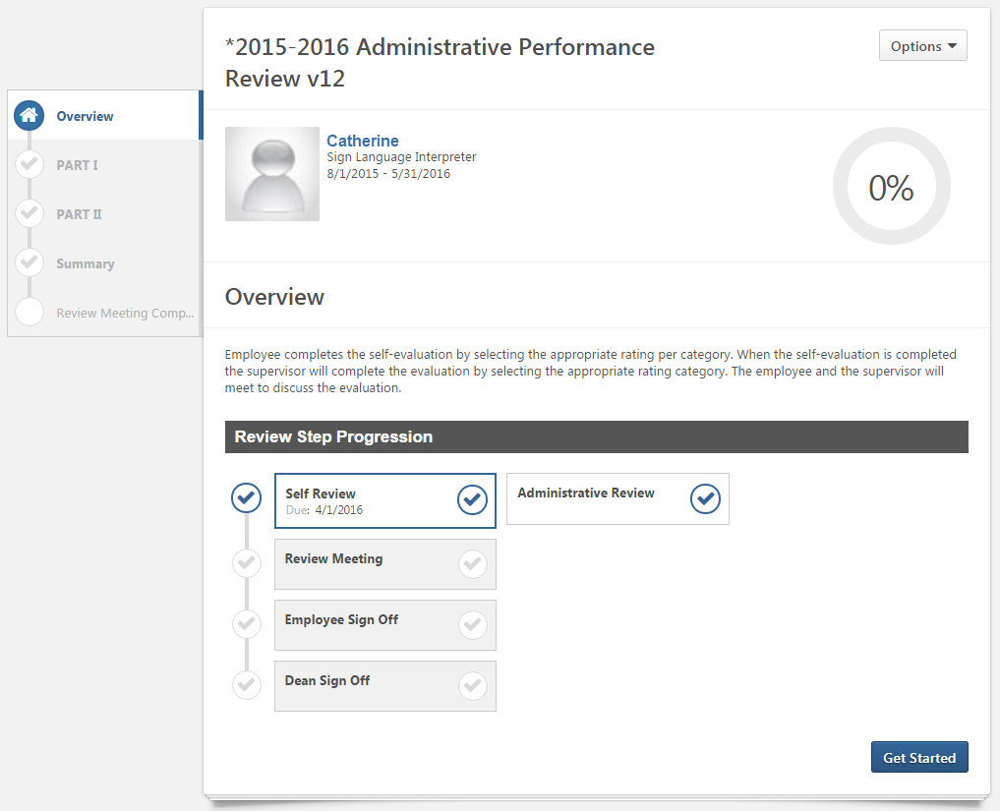 *2015-2016 Administrative Performance
Review v12
Options
Overview
PART I
PART II
Summary
Review Meeting Comp...
Catherine
Sign Language Interpreter
8/1/2015 - 5/31/2016
0%
Overview
Employee completes the self-evaluation by selecting the appropriate rating per category. When the self-evaluation is completed
the supervisor will complete the evaluation by selecting the appropriate rating category. The employee and the supervisor will
meet to discuss the evaluation.
Review Step Progression
Self Review
Due: 4/1/2016
Administrative Review
Review Meeting
Employee Sign Off
Dean Sign Off
Get Started